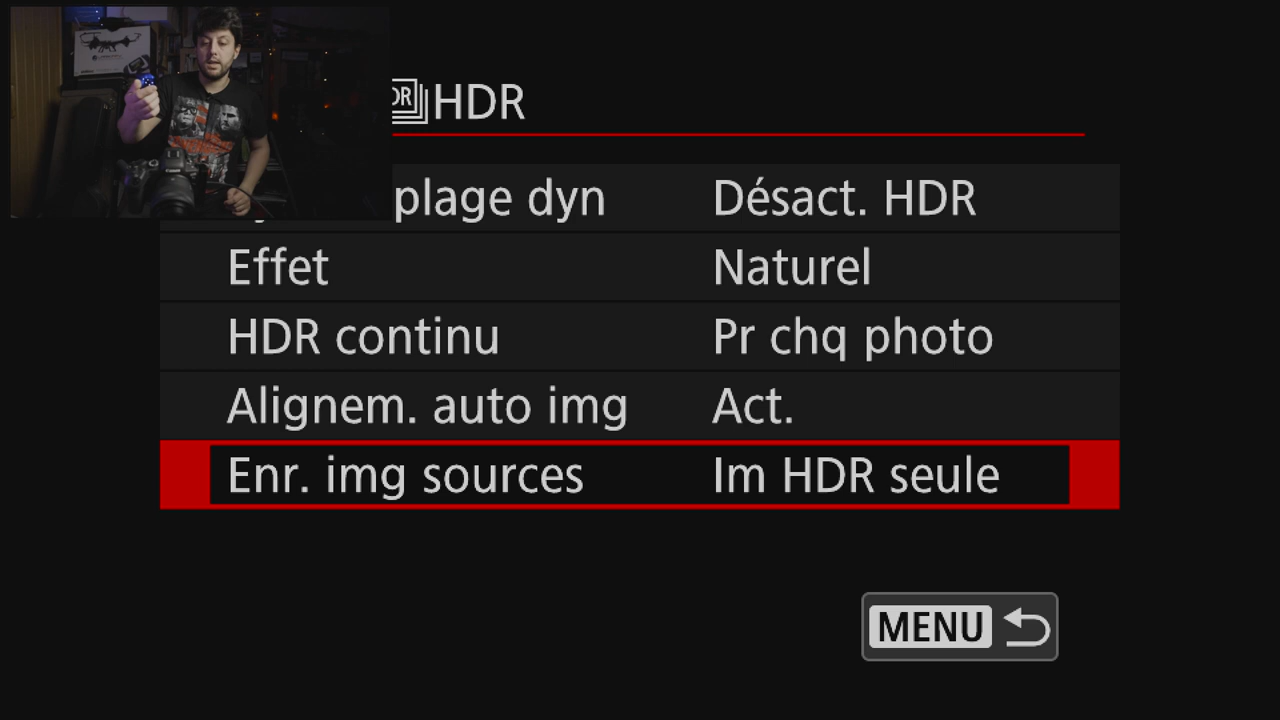 HDR
plage dyn Désact. HDR
Effet Naturel
HDR continu Pr chq photo
Alignem. auto img Act.
Enr. img sources Im HDR seule
MENU